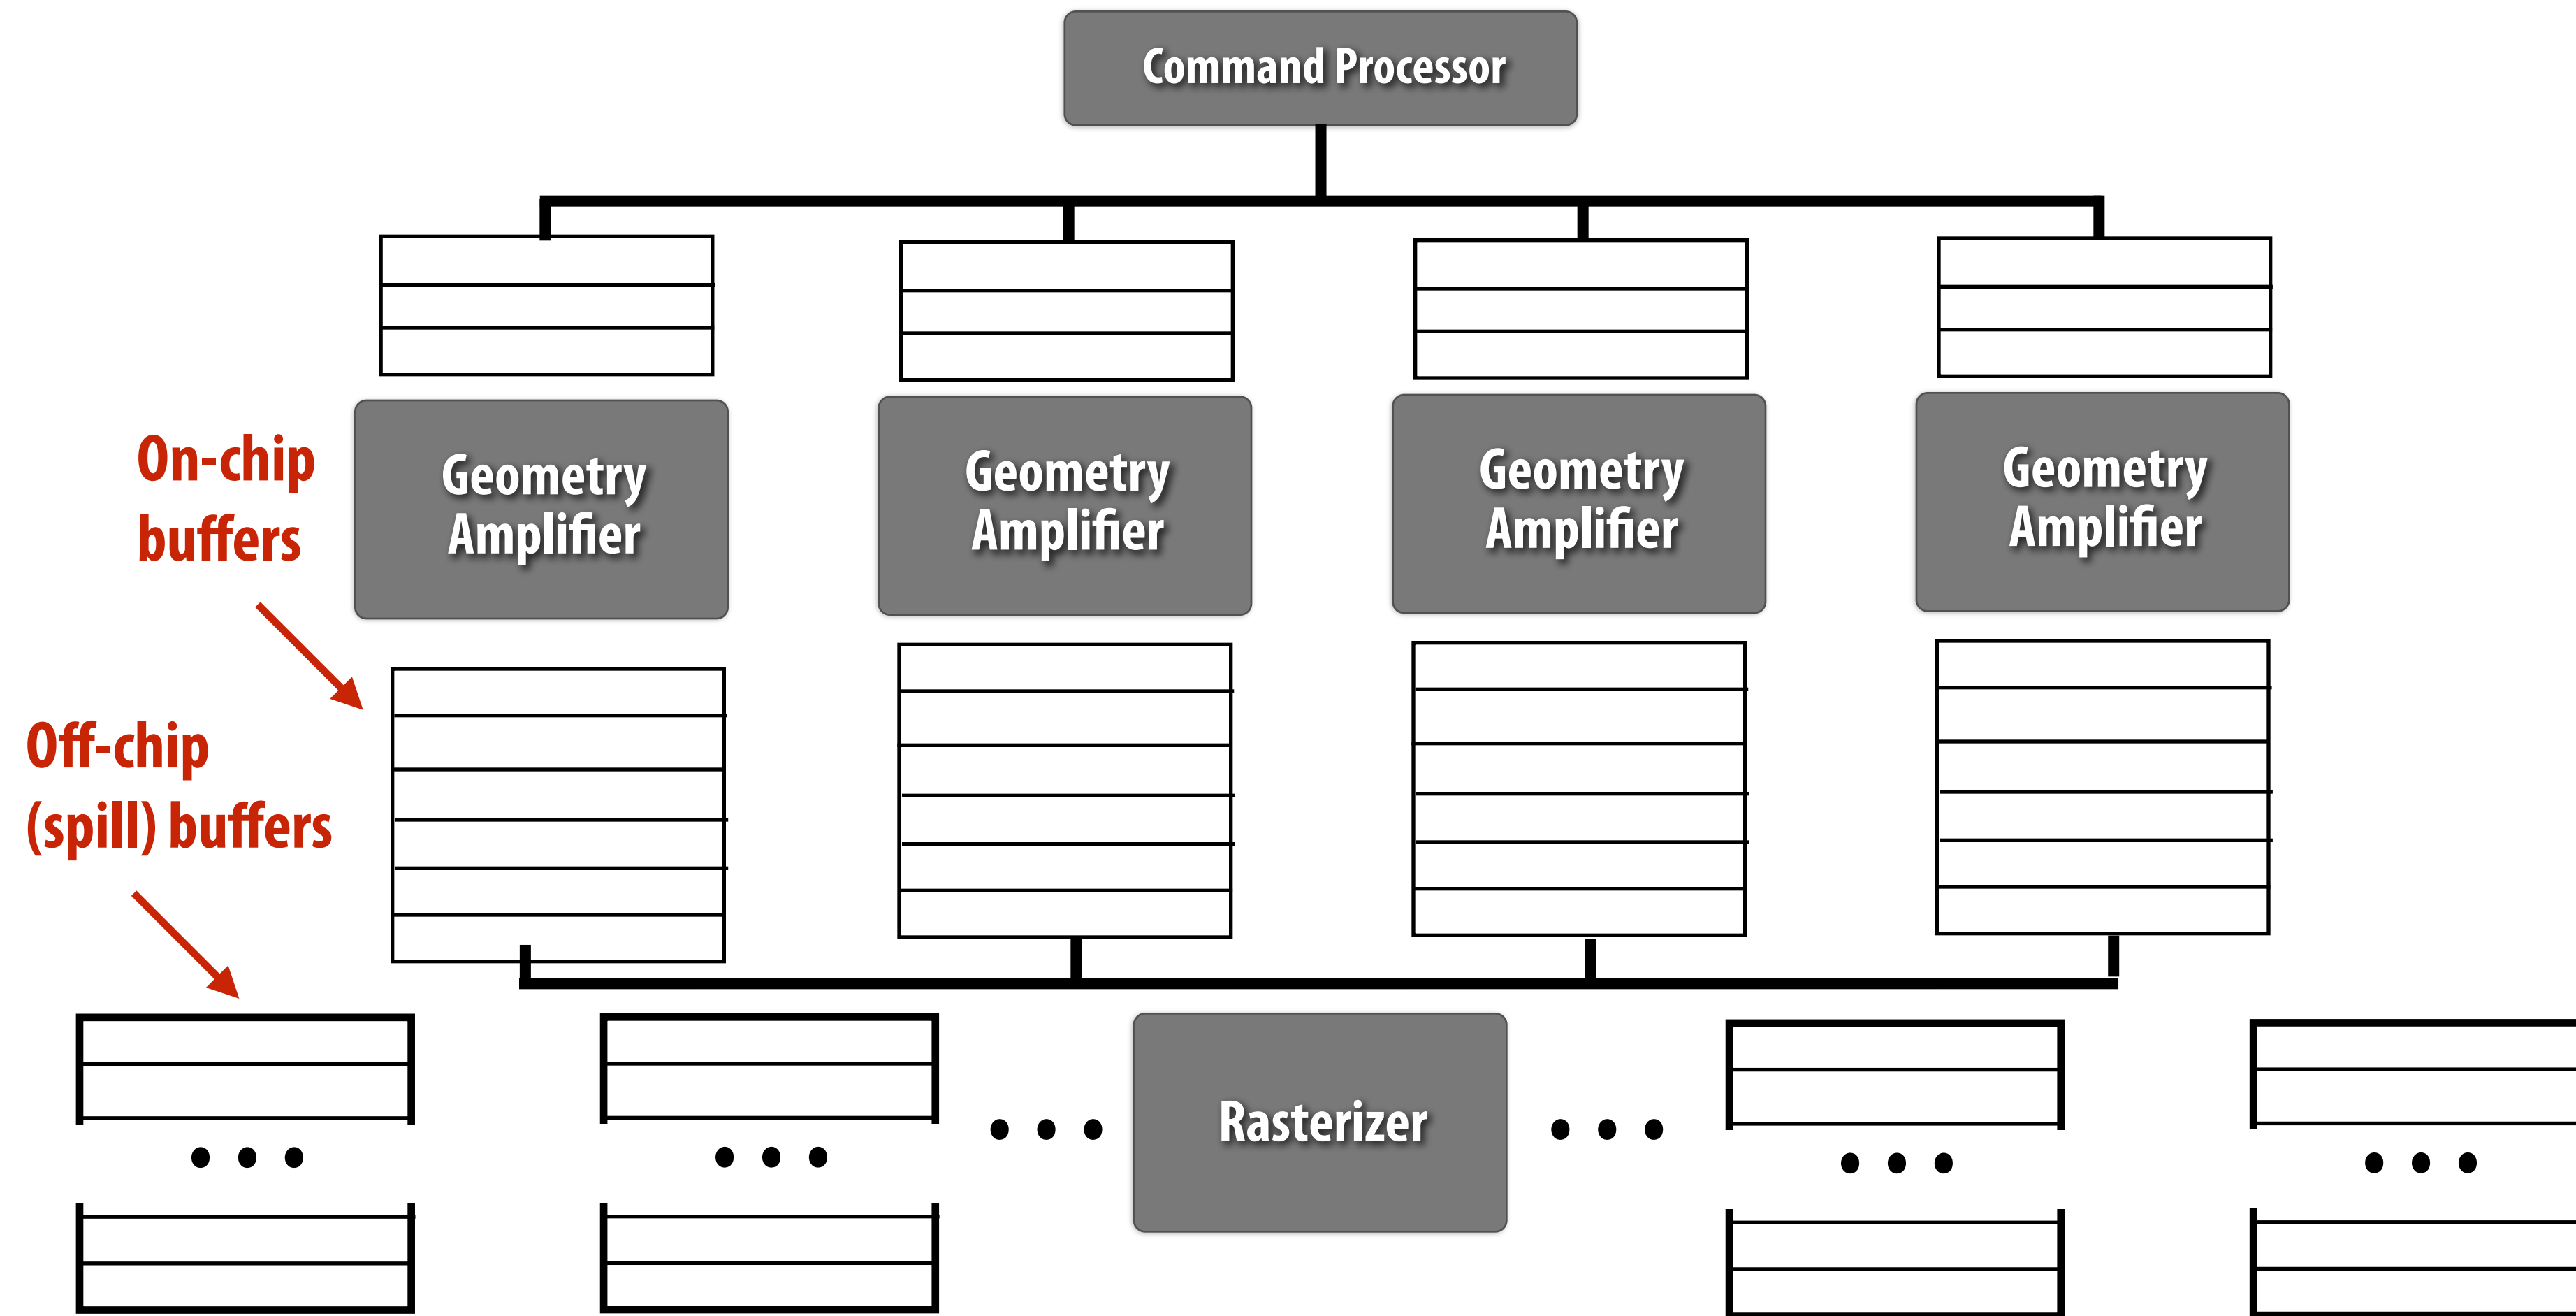 Command Processor
On-chip
buffers
Geometry
Amplifier
Geometry
Amplifier
Geometry
Amplifier
Geometry
Amplifier
Off-chip
(spill) buffers
Rasterizer